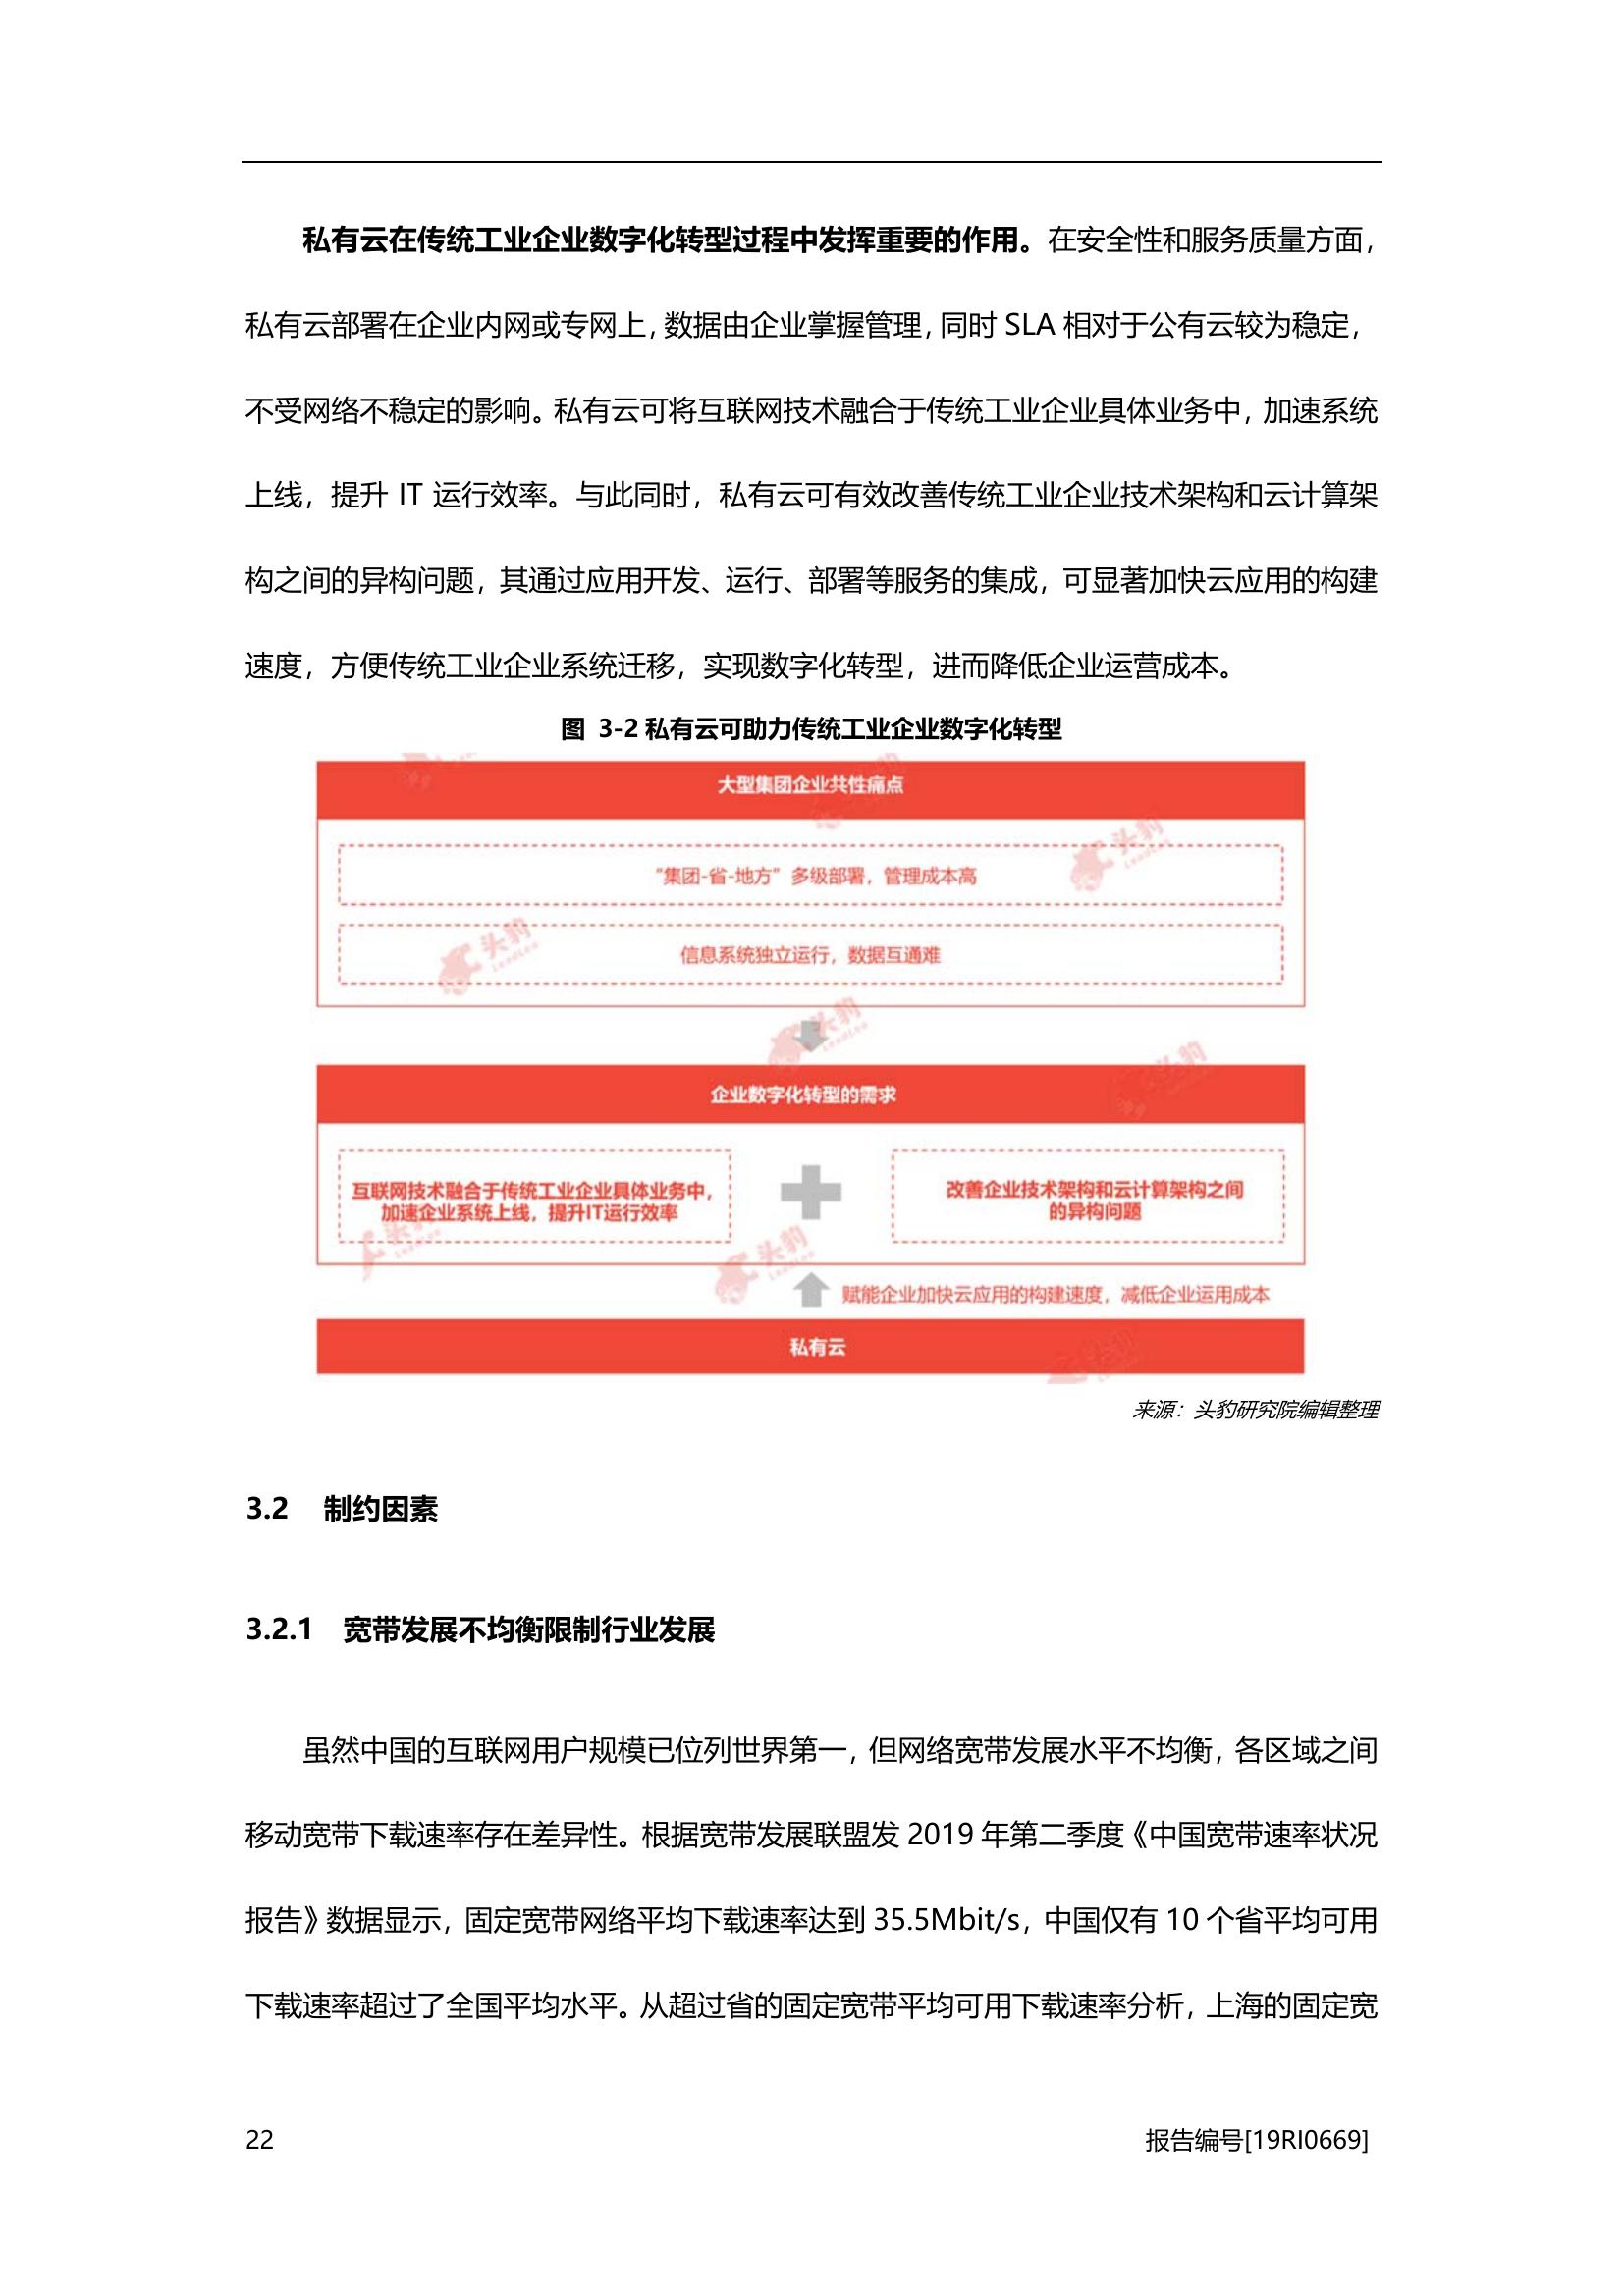 私有云在传统工业企业数字化转型过程中发挥重要的作用。在安全性和服务质量方面，
私有云部署在企业内网或专网上，数据由企业掌握管理，同时 SLA 相对于公有云较为稳定，
不受网络不稳定的影响。私有云可将互联网技术融合于传统工业企业具体业务中，加速系统
上线，提升 IT 运行效率。与此同时，私有云可有效改善传统工业企业技术架构和云计算架
构之间的异构问题，其通过应用开发、运行、部署等服务的集成，可显著加快云应用的构建
速度，方便传统工业企业系统迁移，实现数字化转型，进而降低企业运营成本。
图 3-2 私有云可助力传统工业企业数字化转型
大型集团企业共性痛点
“集团-省-地方”多级部署，管理成本高
信息系统独立运行，数据互通难
企业数字化转型的需求
互联网技术融合于传统工业企业具体业务中，
加速企业系统上线，提升IT运行效率
改善企业技术架构和云计算架构之间
的异构问题
赋能企业加快云应用的构建速度，减低企业运用成本
私有云
来源：头豹研究院编辑整理
3.2 制约因素
3.2.1 宽带发展不均衡限制行业发展
虽然中国的互联网用户规模已位列世界第一，但网络宽带发展水平不均衡，各区域之间
移动宽带下载速率存在差异性。根据宽带发展联盟发 2019 年第二季度《中国宽带速率状况
报告》数据显示，固定宽带网络平均下载速率达到 35.5Mbit/s，中国仅有 10 个省平均可用
下载速率超过了全国平均水平。从超过省的固定宽带平均可用下载速率分析，上海的固定宽
22
报告编号[19RI0669]
头豹
LeadLeo
头豹
LeadLeo
头豹
LeadLeo
头豹
头豹
LeadLeo